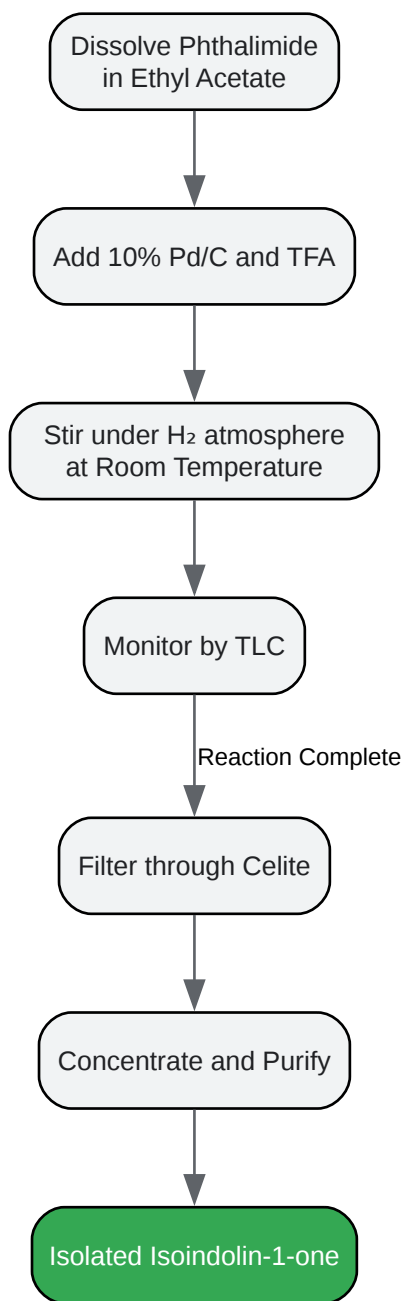 Dissolve Phthalimide
in Ethyl Acetate
Add 10% Pd/C and TFA
Stir under H₂ atmosphere
at Room Temperature
Monitor by TLC
Reaction Complete
Filter through Celite
Concentrate and Purify
Isolated Isoindolin-1-one